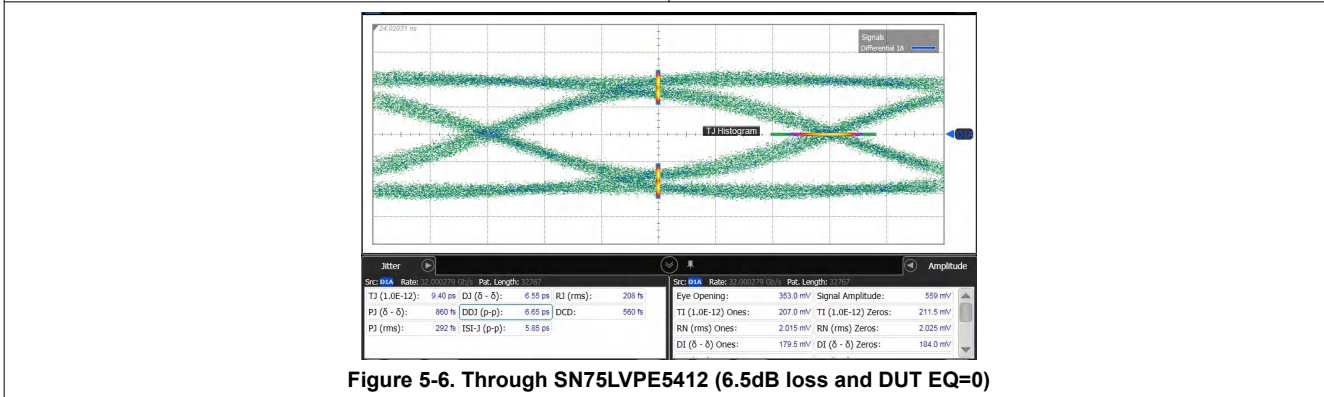 24.02031 ns
Signals
Differential 1A
TJ Histogram
Jitter
Amplitude
Src: D1A Rate: 32.000279 Gb/s Pat. Length: 32767
Src: D1A Rate: 32.000279 Gb/s Pat. Length: 32767
TJ (1.0E-12): 9.40 ps DJ (δ - δ): 6.55 ps RJ (rms): 208 fs
PJ (δ - δ): 860 fs DDJ (p-p): 6.65 ps DCD: 560 fs
PJ (rms): 292 fs ISI-J (p-p): 5.85 ps
Eye Opening: 353.0 mV Signal Amplitude: 559 mV
TI (1.0E-12) Ones: 207.0 mV TI (1.0E-12) Zeros: 211.5 mV
RN (rms) Ones: 2.015 mV RN (rms) Zeros: 2.025 mV
DI (δ - δ) Ones: 179.5 mV DI (δ - δ) Zeros: 184.0 mV
Figure 5-6. Through SN75LVPE5412 (6.5dB loss and DUT EQ=0)